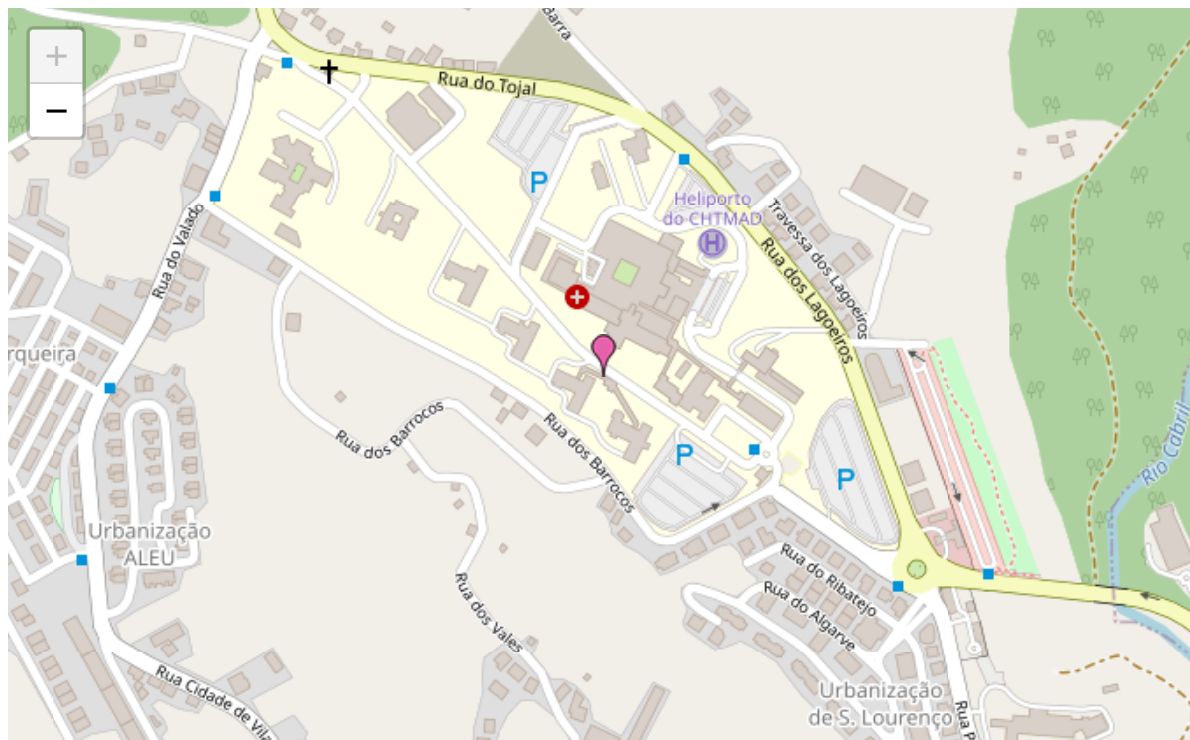 +
−
Barra
Rua do Tojal
P
Heliporto
do CHTMAD
H
Travessa dos Lagoeiros
Rua do Valado
Rua dos Lagoeiros
rqueira
Rua dos Barrocos
Rua dos Barrocos
P
P
Rio Cabril
Urbanização
ALEU
Rua do Ribatejo
Rua do Algarve
Rua dos Vales
Rua Cidade de Vila
Urbanização
de S. Lourenço
Rua P